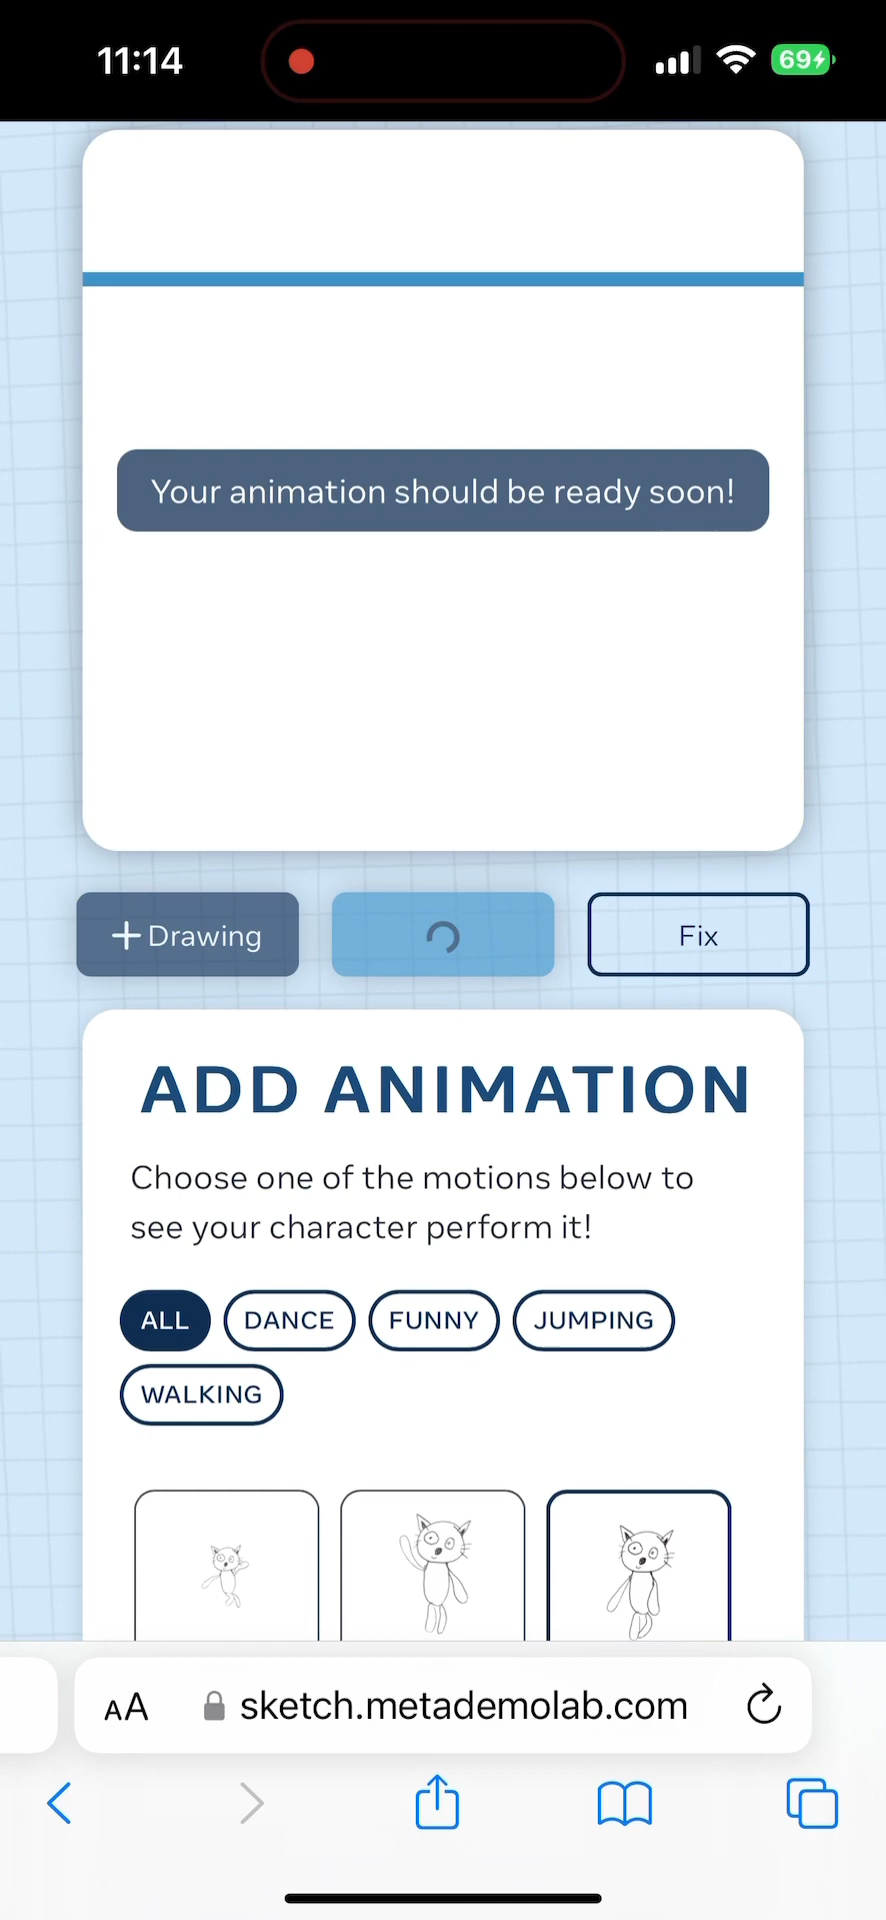 11:14
69
Your animation should be ready soon!
+Drawing
Fix
ADD ANIMATION
Choose one of the motions below to
see your character perform it!
ALL DANCE FUNNY JUMPING
WALKING
AA sketch.metademolab.com